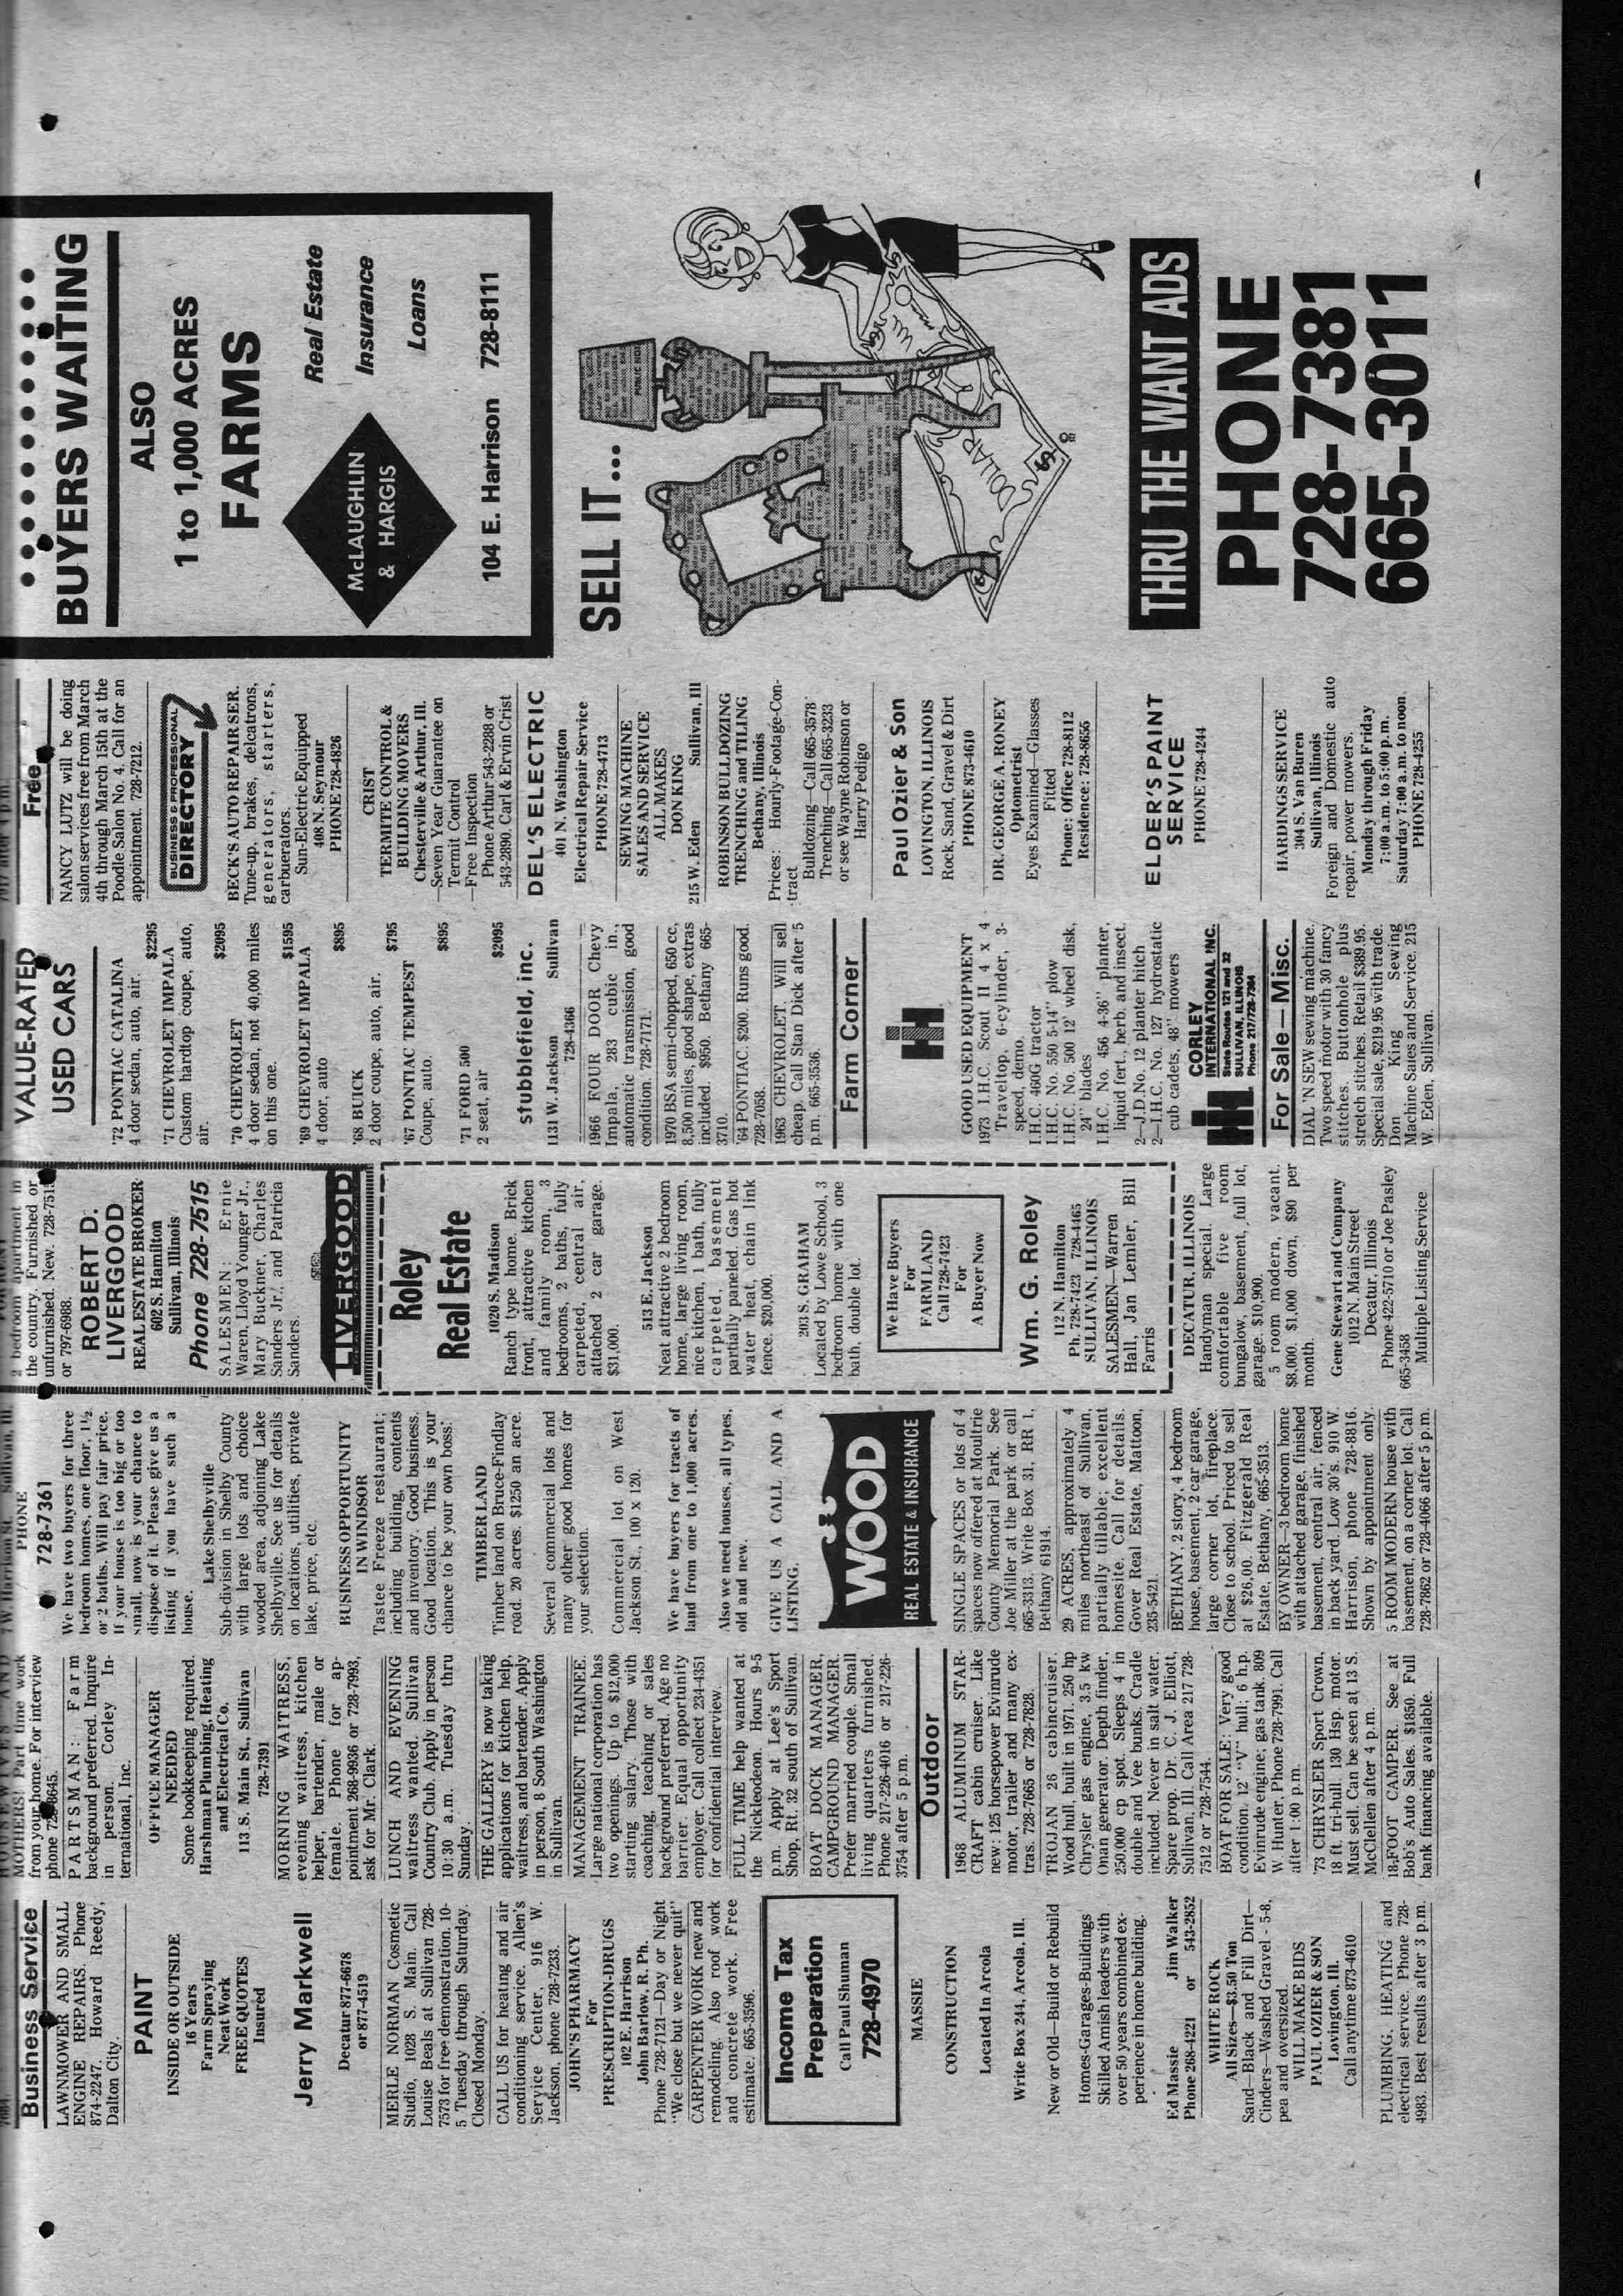 Business Service
LAWNMOWER AND SMALL
ENGINE REPAIRS. Phone
874-2247. Howard Reedy,
Dalton City.
PAINT
INSIDE OR OUTSIDE
16 Years
Farm Spraying
Neat Work
FREE QUOTES
Insured
Jerry Markwell
Decatur 877-6678
or 877-4519
MERLE NORMAN Cosmetic
Studio, 1028 S. Main. Call
Louise Beals at Sullivan 728-
7573 for free demonstration. 10-
5 Tuesday through Saturday.
Closed Monday.
CALL US for heating and air
conditioning service. Allen's
Service Center, 916 W.
Jackson, phone 728-7233.
JOHN'S PHARMACY
For
PRESCRIPTION-DRUGS
102 E. Harrison
John Barlow, R. Ph.
Phone 728-7121—Day or Night
"We close but we never quit"
CARPENTER WORK new and
remodeling. Also roof work
and concrete work. Free
estimate. 665-3596.
Income Tax
Preparation
Call Paul Shuman
728-4970
MASSIE
CONSTRUCTION
Located In Arcola
Write Box 244, Arcola, Ill.
New or Old—Build or Rebuild
Homes-Garages-Buildings
Skilled Amish leaders with
over 50 years combined ex-
perience in home building.
Ed Massie Jim Walker
Phone 268-4221 or 543-2852
WHITE ROCK
All Sizes—$3.50 Ton
Sand—Black and Fill Dirt—
Cinders—Washed Gravel - 5-8,
pea and oversized.
WILL MAKE BIDS
PAUL OZIER & SON
Lovington, Ill.
Call anytime 873-4610
PLUMBING, HEATING and
electrical service. Phone 728-
4983. Best results after 3 p.m.
HOUSEWIVES AND
MOTHERS! Part time work
from your home. For interview
phone 728-8645.
PARTSMAN: Farm
background preferred. Inquire
in person. Corley In-
ternational, Inc.
OFFICE MANAGER
NEEDED
Some bookkeeping required.
Harshman Plumbing, Heating
and Electrical Co.
113 S. Main St., Sullivan
728-7391
MORNING WAITRESS,
evening waitress, kitchen
helper, bartender, male or
female. Phone for ap-
pointment 268-9936 or 728-7993,
ask for Mr. Clark.
LUNCH AND EVENING
waitress wanted. Sullivan
Country Club. Apply in person
10:30 a.m. Tuesday thru
Sunday.
THE GALLERY is now taking
applications for kitchen help,
waitress, and bartender. Apply
in person, 8 South Washington
in Sullivan.
MANAGEMENT TRAINEE.
Large national corporation has
two openings. Up to $12,000
starting salary. Those with
coaching, teaching or sales
background preferred. Age no
barrier. Equal opportunity
employer. Call collect 234-4351
for confidential interview.
FULL TIME help wanted at
the Nickelodeon. Hours 9-5
p.m. Apply at Lee's Sport
Shop, Rt. 32 south of Sullivan.
BOAT DOCK MANAGER,
CAMPGROUND MANAGER.
Prefer married couple. Small
living quarters furnished.
Phone 217-226-4016 or 217-226-
3754 after 5 p.m.
Outdoor
1968 ALUMINUM STAR-
CRAFT cabin cruiser. Like
new: 125 horsepower Evinrude
motor, trailer and many ex-
tras. 728-7665 or 728-7828.
TROJAN 26 cabincruiser.
Wood hull, built in 1971. 250 hp
Chrysler gas engine, 3.5 kw
Onan generator. Depth finder,
250,000 cp spot. Sleeps 4 in
double and Vee bunks. Cradle
included. Never in salt water.
Spare prop. Dr. C. J. Elliott,
Sullivan, Ill. Call Area 217 728-
7512 or 728-7544.
BOAT FOR SALE: Very good
condition. 12' "V" hull; 6 h.p.
Evinrude engine; gas tank. 809
W. Hunter, Phone 728-7991. Call
after 1:00 p.m.
'73 CHRYSLER Sport Crown,
18 ft. tri-hull. 130 Hsp. motor.
Must sell. Can be seen at 13 S.
McClellen after 4 p.m.
18-FOOT CAMPER. See at
Bob's Auto Sales. $1850. Full
bank financing available.
7 W. Harrison St. Sullivan, Ill.
PHONE
728-7361
We have two buyers for three
bedroom homes, one floor, 1½
or 2 baths. Will pay fair price.
If your house is too big or too
small, now is your chance to
dispose of it. Please give us a
listing if you have such a
house.
Lake Shelbyville
Sub-division in Shelby County
with large lots and choice
wooded area, adjoining Lake
Shelbyville. See us for details
on locations, utilities, private
lake, price, etc.
BUSINESS OPPORTUNITY
IN WINDSOR
Tastee Freeze restaurant;
including building, contents
and inventory. Good business.
Good location. This is your
chance to be your own boss!
TIMBER LAND
Timber land on Bruce-Findlay
road. 20 acres. $1250 an acre.
Several commercial lots and
many other good homes for
your selection.
Commercial lot on West
Jackson St., 100 x 120.
We have buyers for tracts of
land from one to 1,000 acres.
Also we need houses, all types,
old and new.
GIVE US A CALL AND A
LISTING.
WOOD
REAL ESTATE & INSURANCE
SINGLE SPACES or lots of 4
spaces now offered at Moultrie
County Memorial Park. See
Joe Miller at the park or call
665-3313. Write Box 31, RR 1,
Bethany 61914.
29 ACRES, approximately 4
miles northeast of Sullivan,
partially tillable; excellent
homesite. Call for details.
Grover Real Estate, Mattoon,
235-5421.
BETHANY, 2 story, 4 bedroom
house, basement, 2 car garage,
large corner lot, fireplace.
Close to school. Priced to sell
at $26,00. Fitzgerald Real
Estate, Bethany, 665-3513.
BY OWNER—3 bedroom home
with attached garage, finished
basement, central air, fenced
in back yard. Low 30's. 910 W.
Harrison, phone 728-8816.
Shown by appointment only.
5 ROOM MODERN house with
basement, on a corner lot. Call
728-7862 or 728-4066 after 5 p.m.
FOR RENT
2 bedroom apartment in
the country. Furnished or
unfurnished. New. 728-7515
or 797-6988.
ROBERT D.
LIVERGOOD
REAL ESTATE BROKER
602 S. Hamilton
Sullivan, Illinois
Phone 728-7515
SALESMEN: Ernie
Waren, Lloyd Younger Jr.,
Mary Buckner, Charles
Sanders Jr., and Patricia
Sanders.
LIVERGOOD
Roley
Real Estate
1020 S. Madison
Ranch type home. Brick
front, attractive kitchen
and family room, 3
bedrooms, 2 baths, fully
carpeted, central air,
attached 2 car garage.
$31,000.
513 E. Jackson
Neat attractive 2 bedroom
home, large living room,
nice kitchen, 1 bath, fully
carpeted, basement
partially paneled. Gas hot
water heat, chain link
fence. $20,000.
203 S. GRAHAM
Located by Lowe School, 3
bedroom home with one
bath, double lot.
We Have Buyers
For
FARM LAND
Call 728-7423
For
A Buyer Now
Wm. G. Roley
112 N. Hamilton
Ph. 728-7423 728-4465
SULLIVAN, ILLINOIS
SALESMEN—Warren
Hall, Jan Lemler, Bill
Farris
DECATUR, ILLINOIS
Handyman special. Large
comfortable five room
bungalow, basement, full lot,
garage. $10,900.
5 room modern, vacant.
$8,000. $1,000 down, $90 per
month.
Gene Stewart and Company
1012 N. Main Street
Decatur, Illinois
Phone 422-5710 or Joe Pasley
665-3458
Multiple Listing Service
VALUE-RATED
USED CARS
'72 PONTIAC CATALINA
4 door sedan, auto, air.
$2295
'71 CHEVROLET IMPALA
Custom hardtop coupe, auto,
air.
$2095
'70 CHEVROLET
4 door sedan, not 40,000 miles
on this one.
$1595
'69 CHEVROLET IMPALA
4 door, auto
$895
'68 BUICK
2 door coupe, auto, air.
$795
'67 PONTIAC TEMPEST
Coupe, auto.
$895
'71 FORD 500
2 seat, air
$2095
stubblefield, inc.
1131 W. Jackson Sullivan
728-4366
1966 FOUR DOOR Chevy
Impala, 283 cubic in.,
automatic transmission, good
condition. 728-7171.
1970 BSA semi-chopped, 650 cc,
8,500 miles, good shape, extras
included. $950. Bethany 665-
3710.
'64 PONTIAC. $200. Runs good.
728-7058.
1963 CHEVROLET. Will sell
cheap. Call Stan Dick after 5
p.m. 665-3536.
Farm Corner
GOOD USED EQUIPMENT
1973 I.H.C. Scout II 4 x 4
Traveltop, 6-cylinder, 3-
speed, demo.
I.H.C. 460G tractor
I.H.C. No. 550 5-14" plow
I.H.C. No. 500 12' wheel disk,
24" blades
I.H.C. No. 456 4-36" planter,
liquid fert., herb. and insect.
2—J.D. No. 12 planter hitch
2—I.H.C. No. 127 hydrostatic
cub cadets, 48" mowers
CORLEY
INTERNATIONAL INC.
State Routes 121 and 32
SULLIVAN, ILLINOIS
Phone 217/728-7394
For Sale—Misc.
DIAL 'N SEW sewing machine.
Two speed motor with 30 fancy
stitches. Buttonhole plus
stretch stitches. Retail $389.95.
Special sale, $219.95 with trade.
Don King Sewing
Machine Sales and Service, 215
W. Eden, Sullivan.
Free
NANCY LUTZ will be doing
salon services free from March
4th through March 15th at the
Poodle Salon No. 4. Call for an
appointment. 728-7212.
BUSINESS & PROFESSIONAL
DIRECTORY
BECK'S AUTO REPAIR SER.
Tune-up, brakes, delcatrons,
generators, starters,
carburators.
Sun-Electric Equipped
408 N. Seymour
PHONE 728-4826
CRIST
TERMITE CONTROL &
BUILDING MOVERS
Chesterville & Arthur, Ill.
—Seven Year Guarantee on
Termit Control
—Free Inspection
Phone Arthur 543-2288 or
543-2890. Carl & Ervin Crist
DEL'S ELECTRIC
401 N. Washington
Electrical Repair Service
PHONE 728-4713
SEWING MACHINE
SALES AND SERVICE
ALL MAKES
DON KING
215 W. Eden Sullivan, Ill
ROBINSON BULLDOZING
TRENCHING and TILING
Bethany, Illinois
Prices: Hourly-Footage-Con-
tract
Bulldozing—Call 665-3578
Trenching—Call 665-3233
or see Wayne Robinson or
Harry Pedigo
Paul Ozier & Son
LOVINGTON, ILLINOIS
Rock, Sand, Gravel & Dirt
PHONE 873-4610
DR. GEORGE A. RONEY
Optometrist
Eyes Examined—Glasses
Fitted
Phone: Office 728-8112
Residence: 728-8655
ELDER'S PAINT
SERVICE
PHONE 728-4244
HARDINGS SERVICE
304 S. Van Buren
Sullivan, Illinois
Foreign and Domestic auto
repair, power mowers.
Monday through Friday
7:00 a.m. to 5:00 p.m.
Saturday 7:00 a.m. to noon
PHONE 728-4255
BUYERS WAITING
ALSO
1 to 1,000 ACRES
FARMS
McLAUGHLIN
& HARGIS
Real Estate
Insurance
Loans
104 E. Harrison 728-8111
SELL IT...
DOLLAR
THRU THE WANT ADS
PHONE
728-7381
665-3011